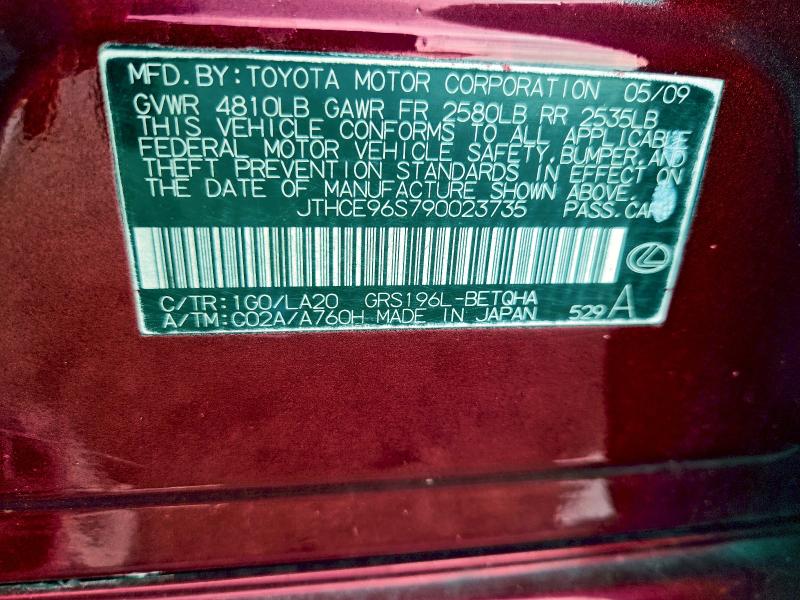 MFD. BY: TOYOTA MOTOR CORPORATION 05/09
GVWR 4810LB GAWR FR 2580LB RR 2535LB
THIS VEHICLE CONFORMS TO ALL APPLICABLE
FEDERAL MOTOR VEHICLE SAFETY, BUMPER, AND
THEFT PREVENTION STANDARDS IN EFFECT ON
THE DATE OF MANUFACTURE SHOWN ABOVE.
JTHCE96S790023735 PASS. CAR
C/TR: 1G0/LA20 GRS196L-BETQHA
A/TM: C02A/A760H MADE IN JAPAN 529 A